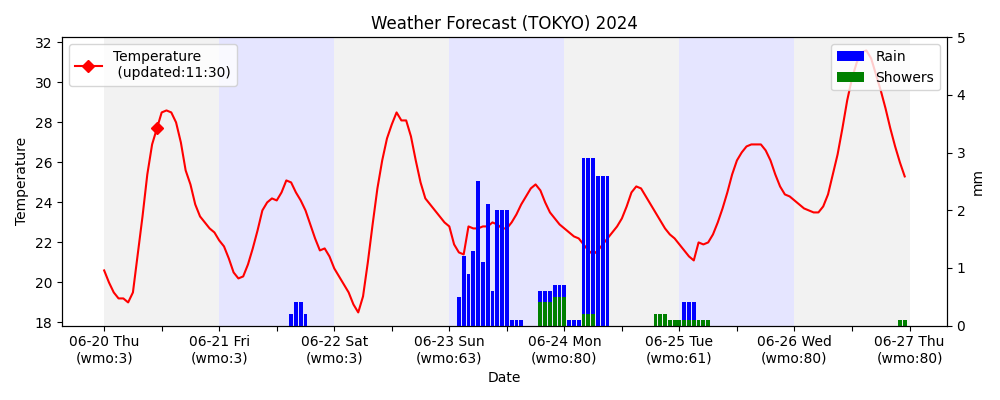 Weather Forecast (TOKYO) 2024
Temperature
(updated:11:30)
Rain
Showers
32
30
28
26
24
22
20
18
Temperature
5
4
3
2
1
0
mm
06-20 Thu
(wmo:3)
06-21 Fri
(wmo:3)
06-22 Sat
(wmo:3)
06-23 Sun
(wmo:63)
06-24 Mon
(wmo:80)
06-25 Tue
(wmo:61)
06-26 Wed
(wmo:80)
06-27 Thu
(wmo:80)
Date